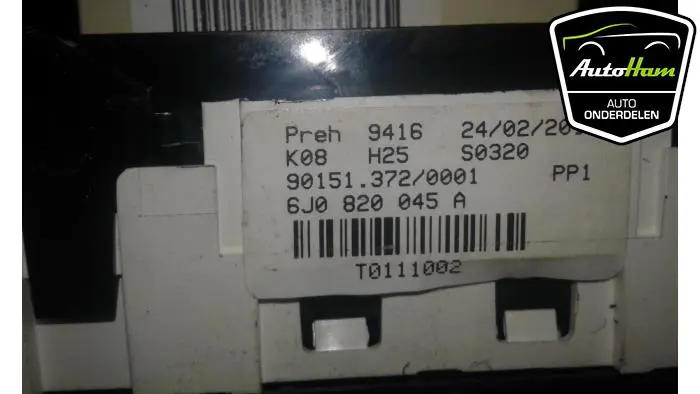 AutoHam
AUTO
ONDERDELEN
Preh 9416 24/02/20
K08 H25 S0320
90151.372/0001 PP1
6J0 820 045 A
T0111002